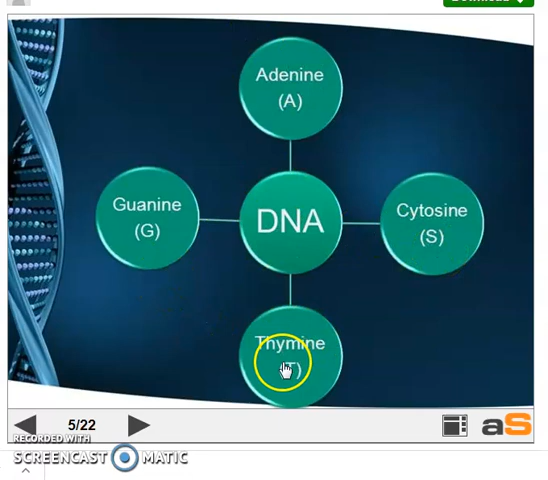 Adenine
(A)
Guanine
(G)
DNA
Cytosine
(S)
Thymine
(T)
5/22
aS
RECORDED WITH
SCREENCAST MATIC